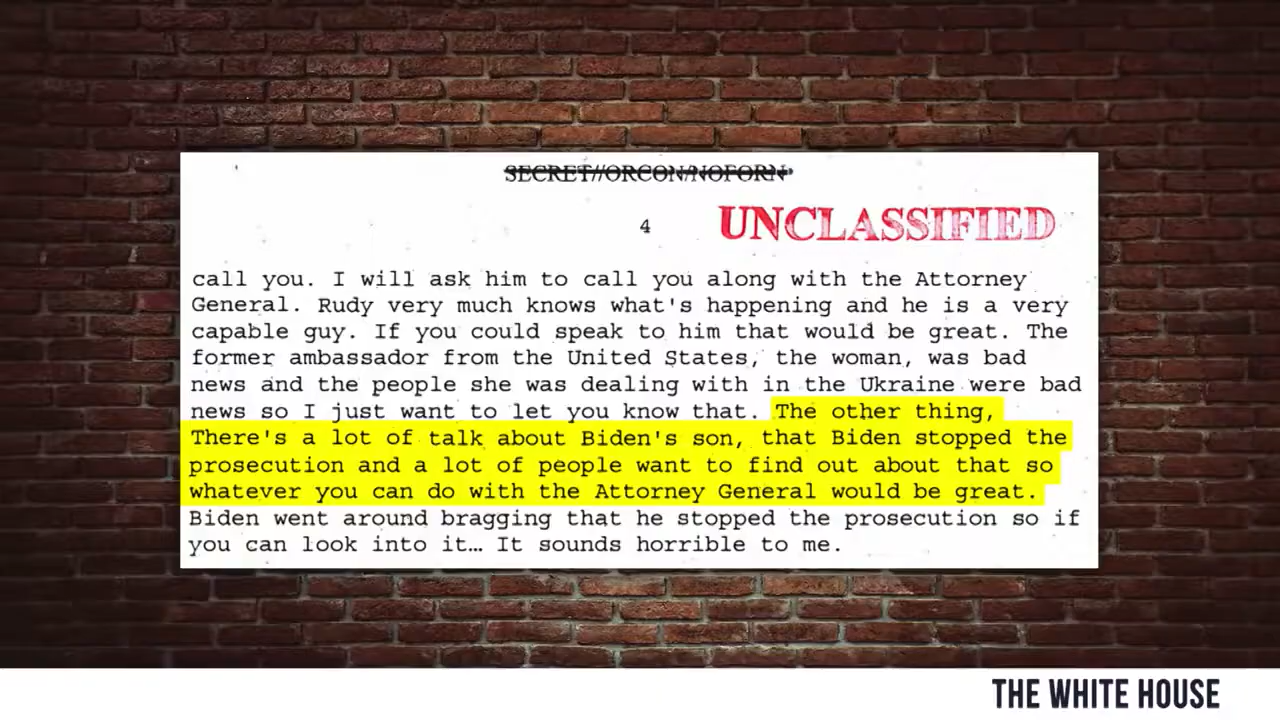 SECRET//ORCON/NOFORN
4
UNCLASSIFIED
call you. I will ask him to call you along with the Attorney
General. Rudy very much knows what's happening and he is a very
capable guy. If you could speak to him that would be great. The
former ambassador from the United States, the woman, was bad
news and the people she was dealing with in the Ukraine were bad
news so I just want to let you know that. The other thing,
There's a lot of talk about Biden's son, that Biden stopped the
prosecution and a lot of people want to find out about that so
whatever you can do with the Attorney General would be great.
Biden went around bragging that he stopped the prosecution so if
you can look into it… It sounds horrible to me.
THE WHITE HOUSE